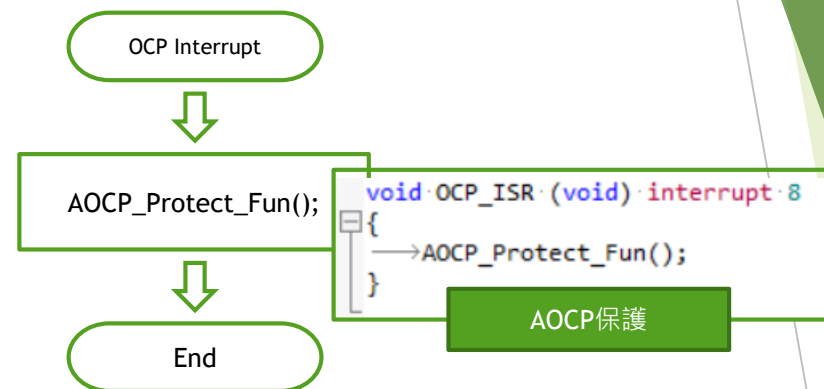 OCP Interrupt
AOCP_Protect_Fun();
void OCP_ISR (void) interrupt 8
{
AOCP_Protect_Fun();
}
AOCP保護
End